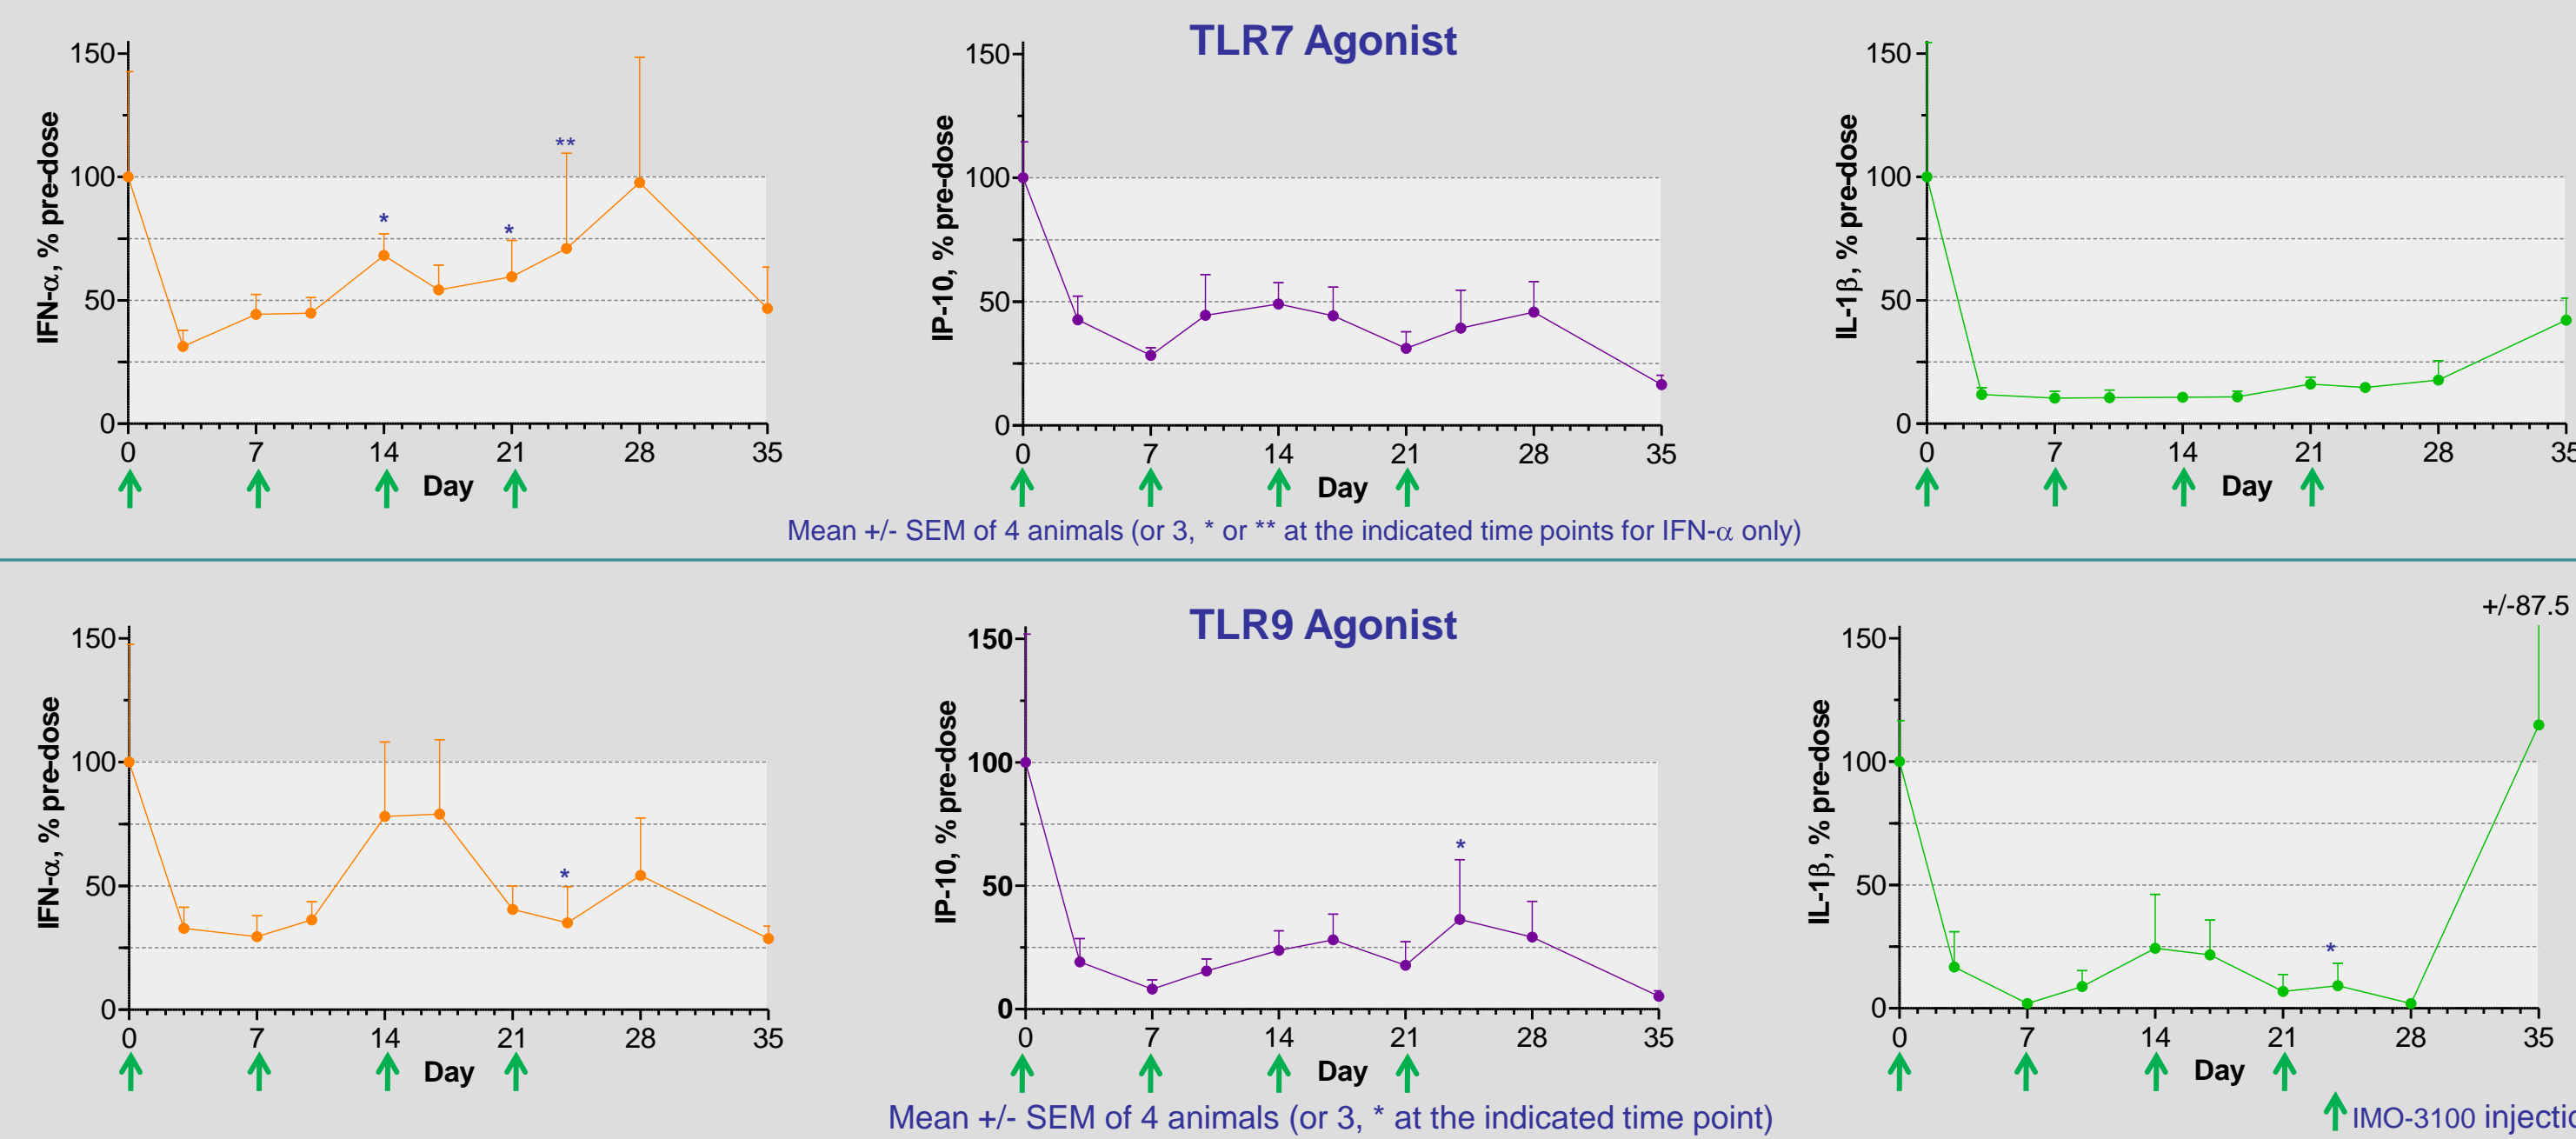 TLR7 Agonist
IFN-α, % pre-dose
150
100
50
0
0 7 14 21 28 35
Day
*
*
**
IP-10, % pre-dose
150
100
50
0
0 7 14 21 28 35
Day
IL-1β, % pre-dose
150
100
50
0
0 7 14 21 28 35
Day
Mean +/- SEM of 4 animals (or 3, * or ** at the indicated time points for IFN-α only)
TLR9 Agonist
IFN-α, % pre-dose
150
100
50
0
0 7 14 21 28 35
Day
*
IP-10, % pre-dose
150
100
50
0
0 7 14 21 28 35
Day
*
+/-87.5
IL-1β, % pre-dose
150
100
50
0
0 7 14 21 28 35
Day
*
Mean +/- SEM of 4 animals (or 3, * at the indicated time point)
IMO-3100 injectio